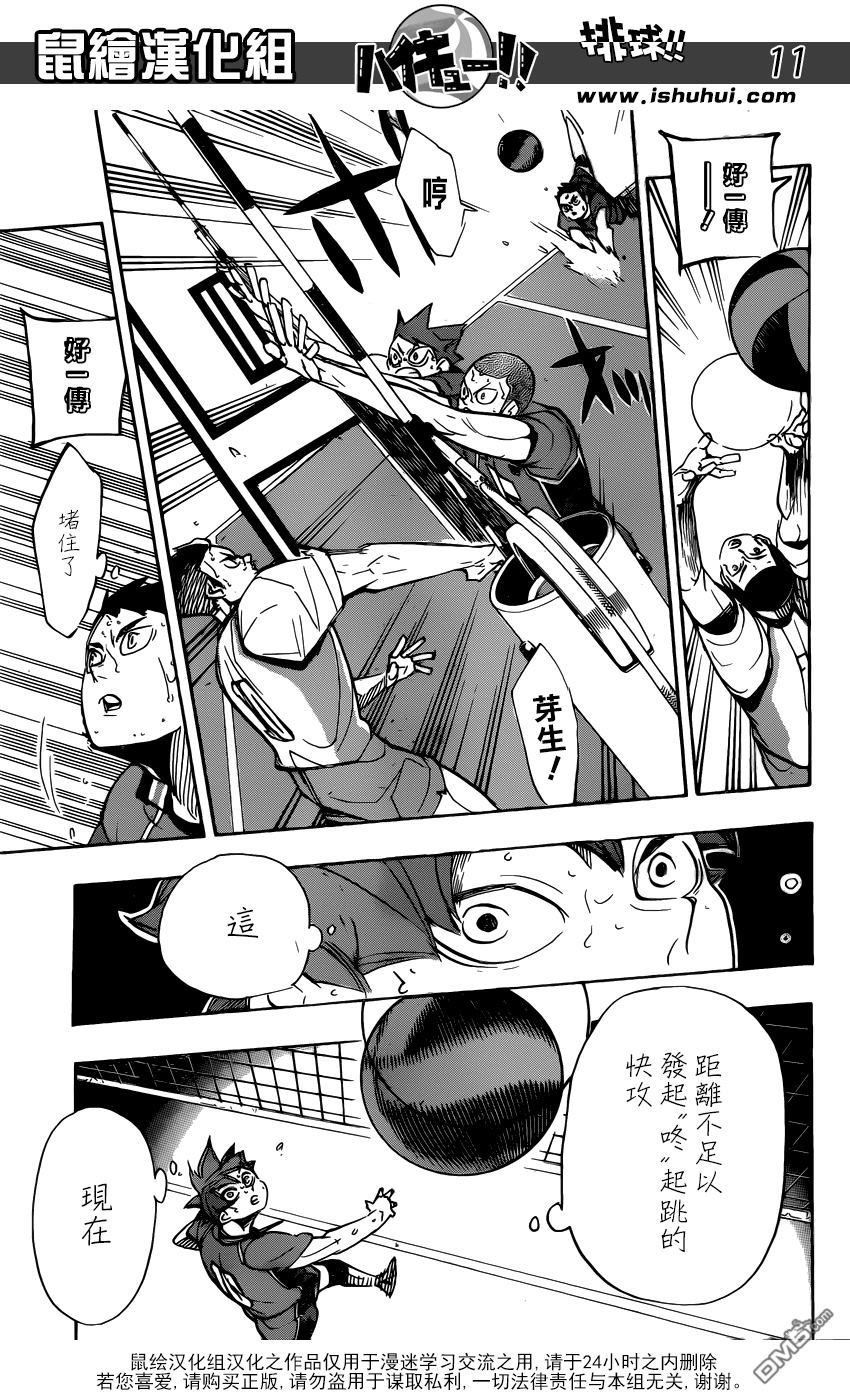 鼠繪漢化組
ハイキュー!!
排球!!
11
www.ishuhui.com
好一傳
──!
哼
芽生!
好一傳
堵住了
這
距離不足以
發起"咚"起跳的
快攻
現在
鼠绘汉化组汉化之作品仅用于漫迷学习交流之用, 请于24小时之内删除
若您喜爱, 请购买正版, 请勿盗用于谋取私利, 一切法律责任与本组无关, 谢谢.